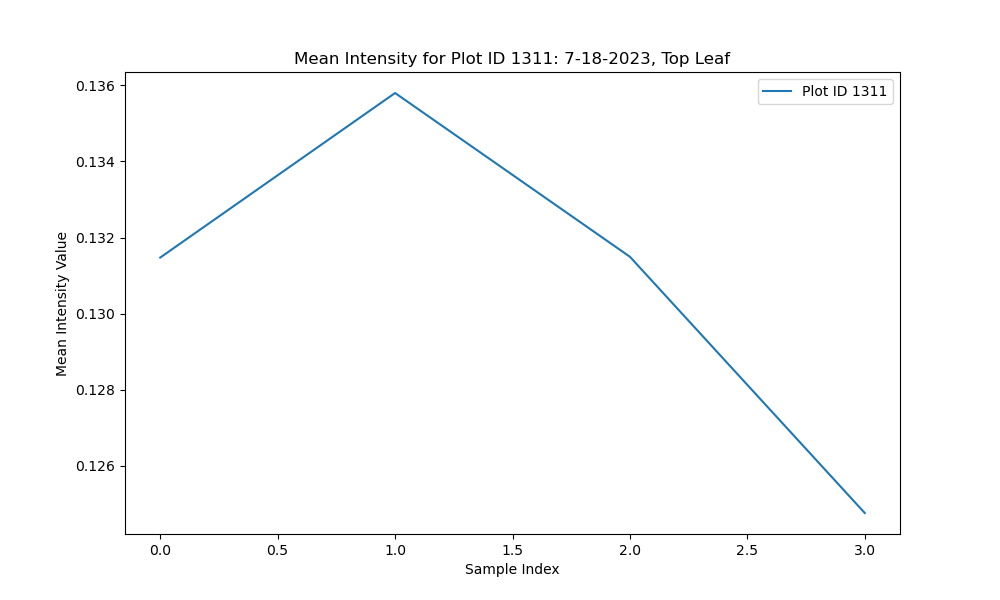 Mean Intensity for Plot ID 1311: 7-18-2023, Top Leaf
Plot ID 1311
Mean Intensity Value
0.136
0.134
0.132
0.130
0.128
0.126
0.0 0.5 1.0 1.5 2.0 2.5 3.0
Sample Index